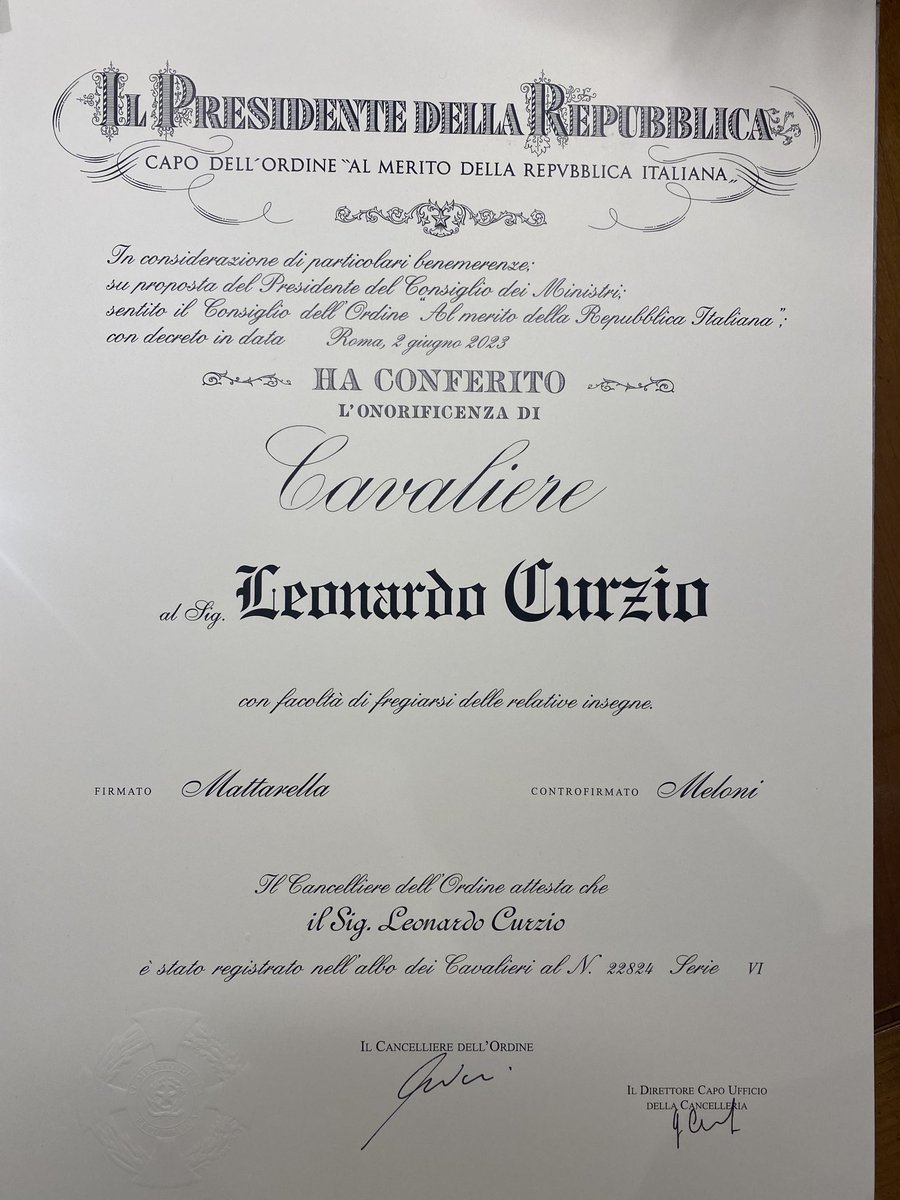 IL PRESIDENTE DELLA REPUBBLICA
CAPO DELL'ORDINE "AL MERITO DELLA REPVBBLICA ITALIANA"
In considerazione di particolari benemerenze;
su proposta del Presidente del Consiglio dei Ministri;
sentito il Consiglio dell'Ordine "Al merito della Repubblica Italiana";
con decreto in data Roma, 2 giugno 2023
HA CONFERITO
L'ONORIFICENZA DI
Cavaliere
al Sig. Leonardo Curzio
con facoltà di fregiarsi delle relative insegne.
FIRMATO Mattarella CONTROFIRMATO Meloni
Il Cancelliere dell'Ordine attesta che
il Sig. Leonardo Curzio
è stato registrato nell'albo dei Cavalieri al N. 22824 Serie VI
IL CANCELLIERE DELL'ORDINE
IL DIRETTORE CAPO UFFICIO
DELLA CANCELLERIA